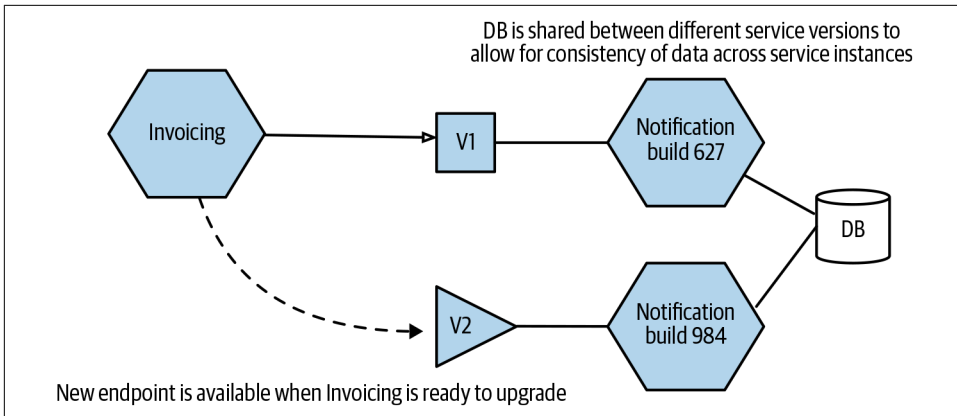 DB is shared between different service versions to
allow for consistency of data across service instances
Invoicing
V1
Notification
build 627
DB
V2
Notification
build 984
New endpoint is available when Invoicing is ready to upgrade